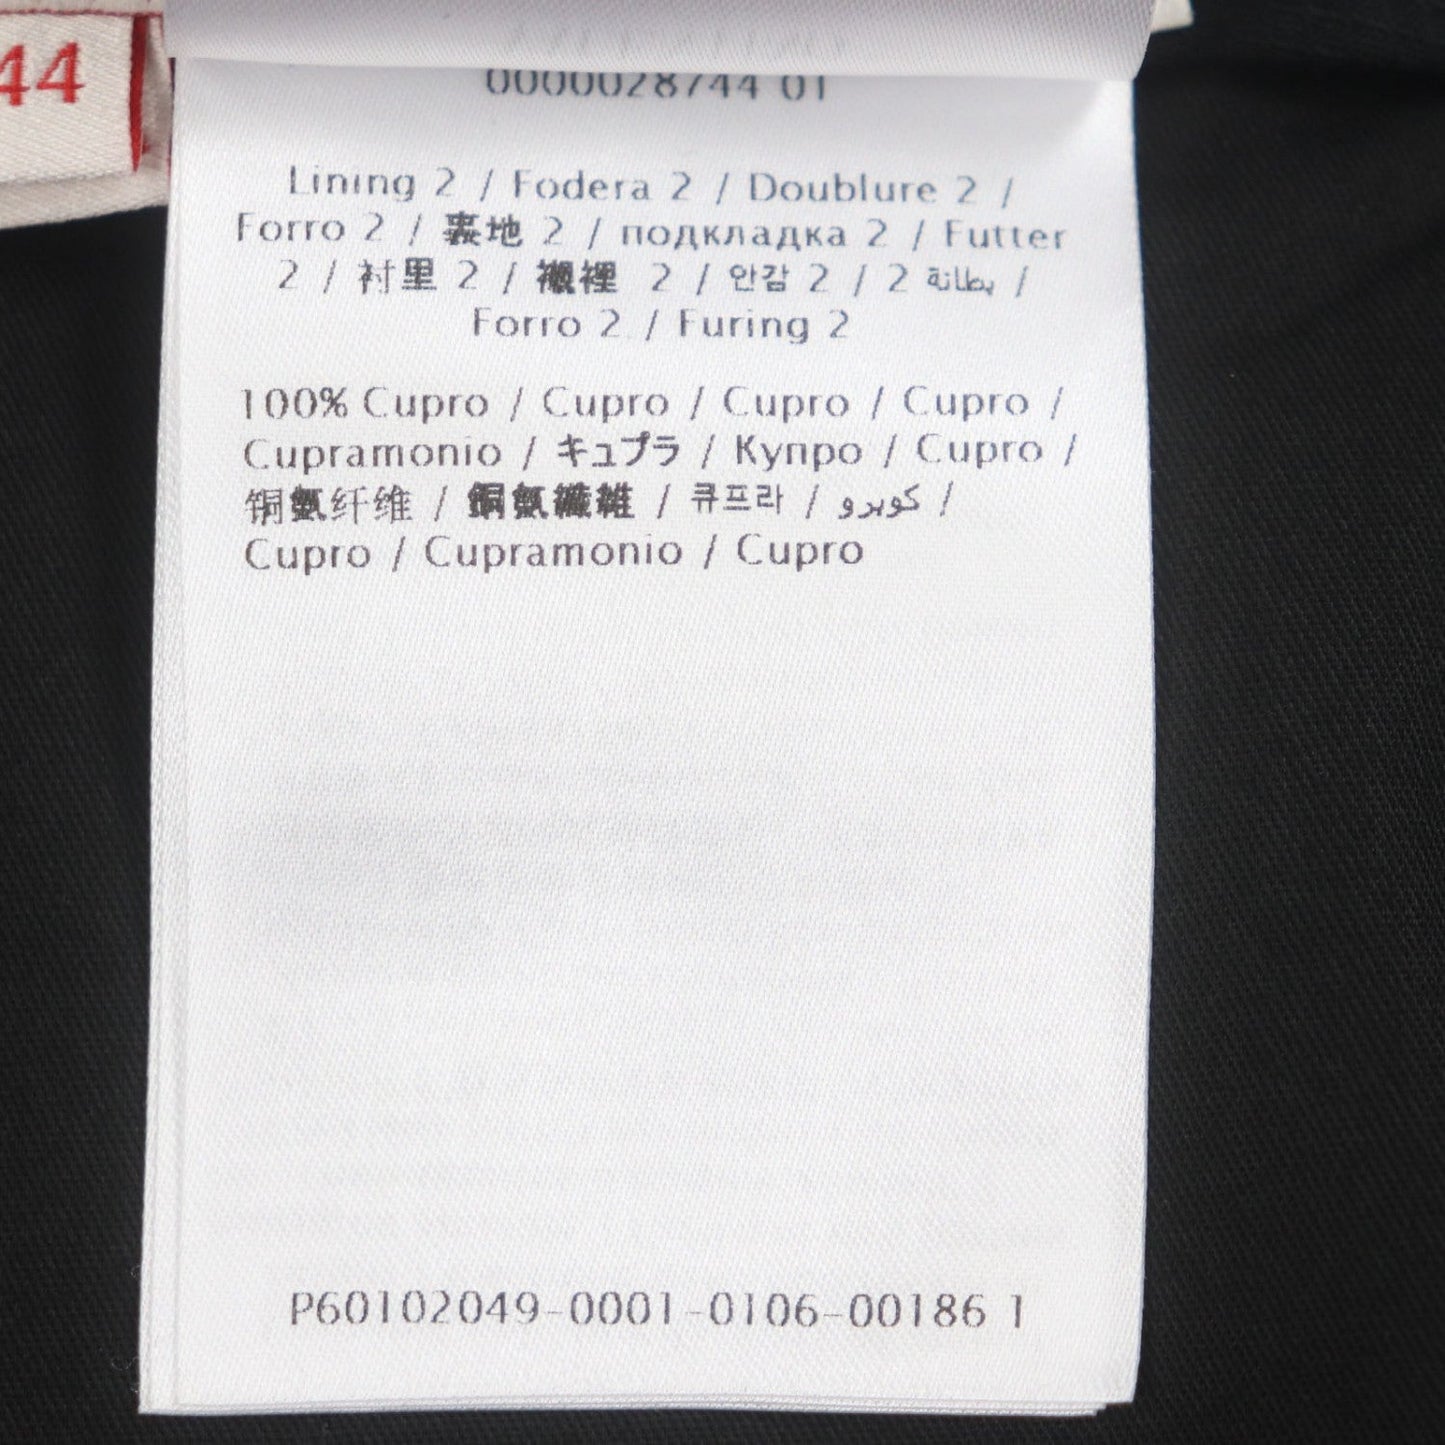 44
0000028744 01
Lining 2 / Fodera 2 / Doublure 2 /
Forro 2 / 裏地 2 / подкладка 2 / Futter
2 / 衬里 2 / 襯裡 2 / 안감 2 / 2 بطانة /
Forro 2 / Furing 2
100% Cupro / Cupro / Cupro / Cupro /
Cupramonio / キュプラ / Купро / Cupro /
铜氨纤维 / 銅氨纖維 / 큐프라 / كوبرو /
Cupro / Cupramonio / Cupro
P60102049-0001-0106-00186 1